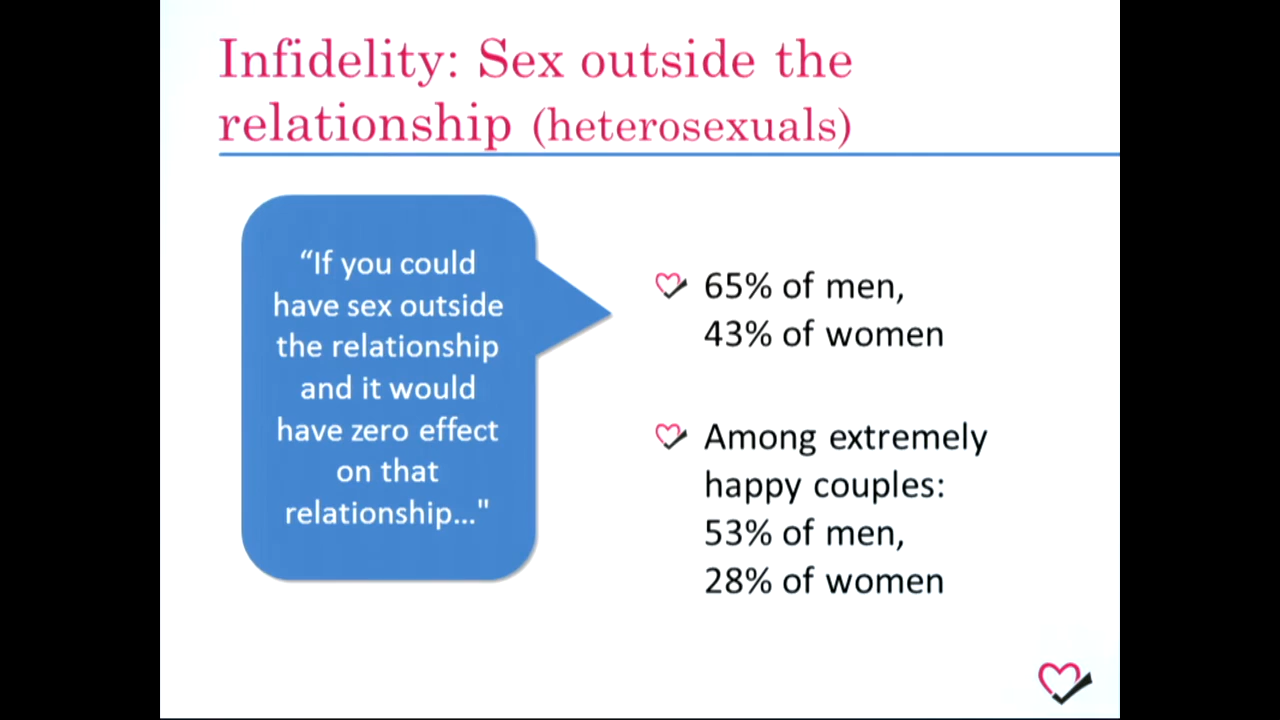 Infidelity: Sex outside the
relationship (heterosexuals)
“If you could
have sex outside
the relationship
and it would
have zero effect
on that
relationship..."
65% of men,
43% of women
Among extremely
happy couples:
53% of men,
28% of women